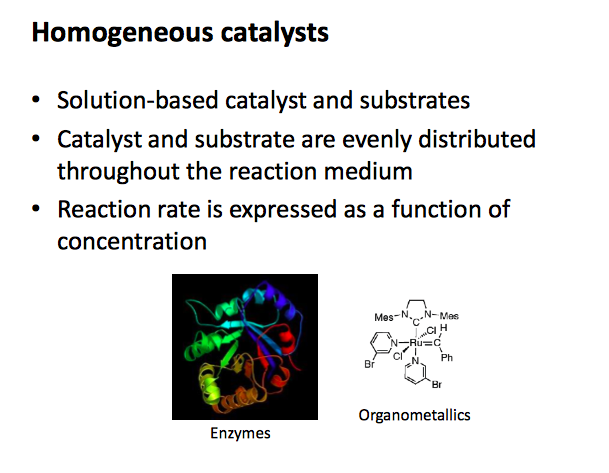 Homogeneous catalysts
• Solution-based catalyst and substrates
• Catalyst and substrate are evenly distributed
throughout the reaction medium
• Reaction rate is expressed as a function of
concentration
Mes N N Mes
C Cl H
N Ru C
Cl N Ph
Br
Br
Organometallics
Enzymes